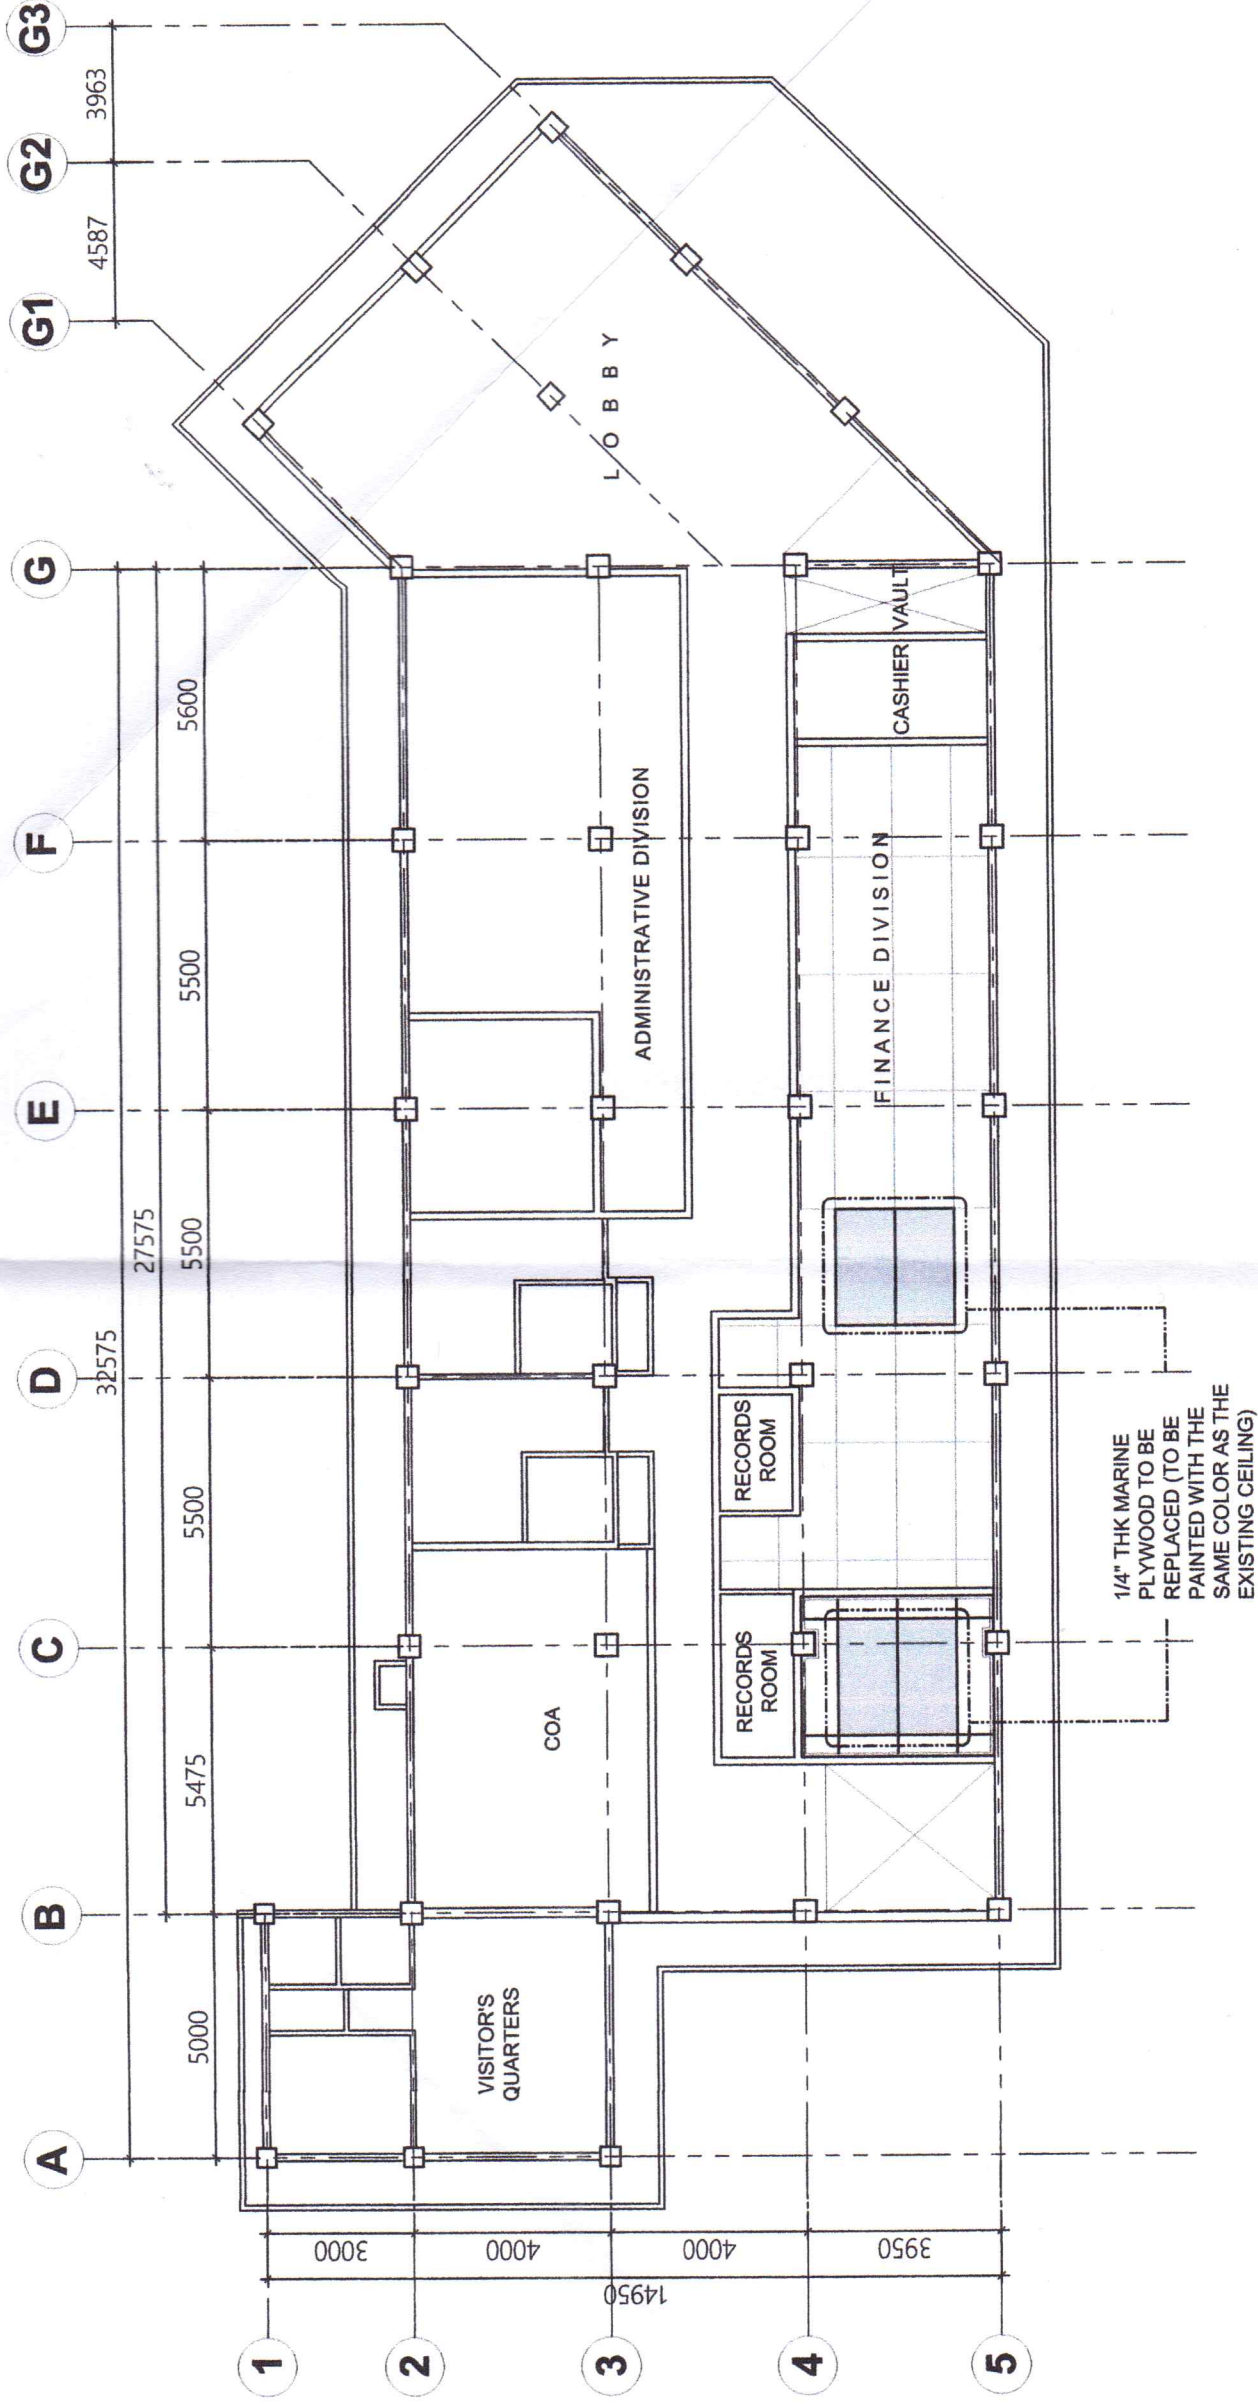 A
B
C
D
E
F
G
G1
G2
G3
4587
3963
32575
27575
5000
5475
5500
5500
5500
5600
1
2
3
4
5
3000
4000
4000
3950
14950
VISITOR'S
QUARTERS
COA
ADMINISTRATIVE DIVISION
L O B B Y
RECORDS
ROOM
RECORDS
ROOM
FINANCE DIVISION
CASHIER
VAULT
1/4" THK MARINE
PLYWOOD TO BE
REPLACED (TO BE
PAINTED WITH THE
SAME COLOR AS THE
EXISTING CEILING)